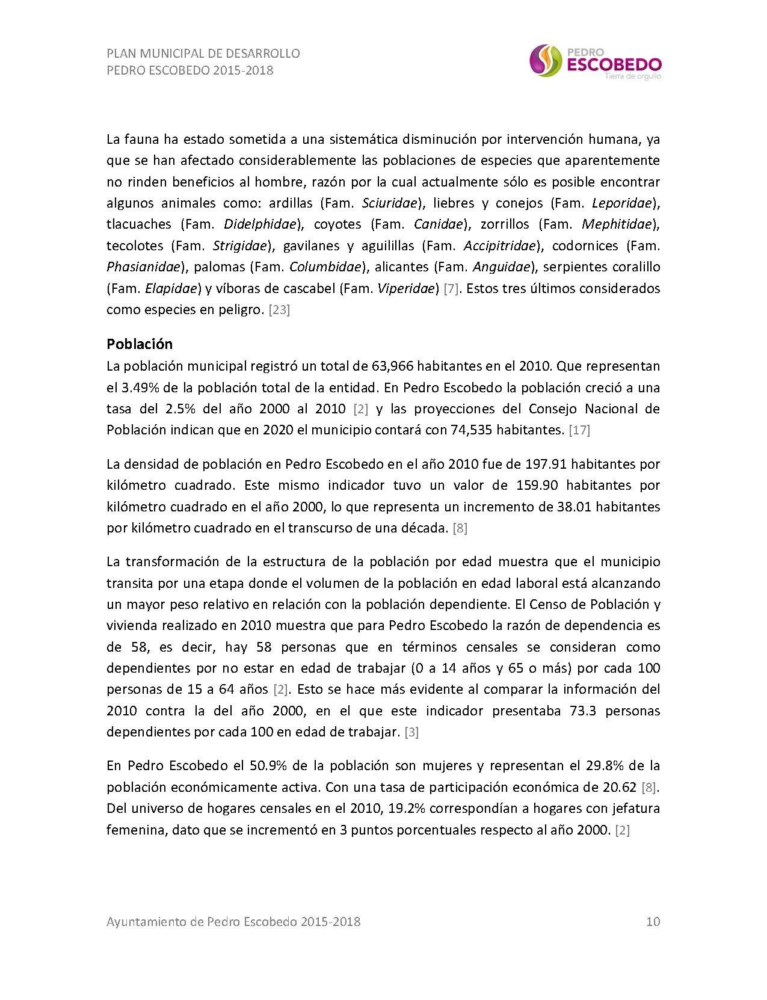 PLAN MUNICIPAL DE DESARROLLO
PEDRO ESCOBEDO 2015-2018
PEDRO
ESCOBEDO
Tierra de orgullo
La fauna ha estado sometida a una sistemática disminución por intervención humana, ya
que se han afectado considerablemente las poblaciones de especies que aparentemente
no rinden beneficios al hombre, razón por la cual actualmente sólo es posible encontrar
algunos animales como: ardillas (Fam. Sciuridae), liebres y conejos (Fam. Leporidae),
tlacuaches (Fam. Didelphidae), coyotes (Fam. Canidae), zorrillos (Fam. Mephitidae),
tecolotes (Fam. Strigidae), gavilanes y aguilillas (Fam. Accipitridae), codornices (Fam.
Phasianidae), palomas (Fam. Columbidae), alicantes (Fam. Anguidae), serpientes coralillo
(Fam. Elapidae) y víboras de cascabel (Fam. Viperidae) [7]. Estos tres últimos considerados
como especies en peligro. [23]
Población
La población municipal registró un total de 63,966 habitantes en el 2010. Que representan
el 3.49% de la población total de la entidad. En Pedro Escobedo la población creció a una
tasa del 2.5% del año 2000 al 2010 [2] y las proyecciones del Consejo Nacional de
Población indican que en 2020 el municipio contará con 74,535 habitantes. [17]
La densidad de población en Pedro Escobedo en el año 2010 fue de 197.91 habitantes por
kilómetro cuadrado. Este mismo indicador tuvo un valor de 159.90 habitantes por
kilómetro cuadrado en el año 2000, lo que representa un incremento de 38.01 habitantes
por kilómetro cuadrado en el transcurso de una década. [8]
La transformación de la estructura de la población por edad muestra que el municipio
transita por una etapa donde el volumen de la población en edad laboral está alcanzando
un mayor peso relativo en relación con la población dependiente. El Censo de Población y
vivienda realizado en 2010 muestra que para Pedro Escobedo la razón de dependencia es
de 58, es decir, hay 58 personas que en términos censales se consideran como
dependientes por no estar en edad de trabajar (0 a 14 años y 65 o más) por cada 100
personas de 15 a 64 años [2]. Esto se hace más evidente al comparar la información del
2010 contra la del año 2000, en el que este indicador presentaba 73.3 personas
dependientes por cada 100 en edad de trabajar. [3]
En Pedro Escobedo el 50.9% de la población son mujeres y representan el 29.8% de la
población económicamente activa. Con una tasa de participación económica de 20.62 [8].
Del universo de hogares censales en el 2010, 19.2% correspondían a hogares con jefatura
femenina, dato que se incrementó en 3 puntos porcentuales respecto al año 2000. [2]
Ayuntamiento de Pedro Escobedo 2015-2018 10